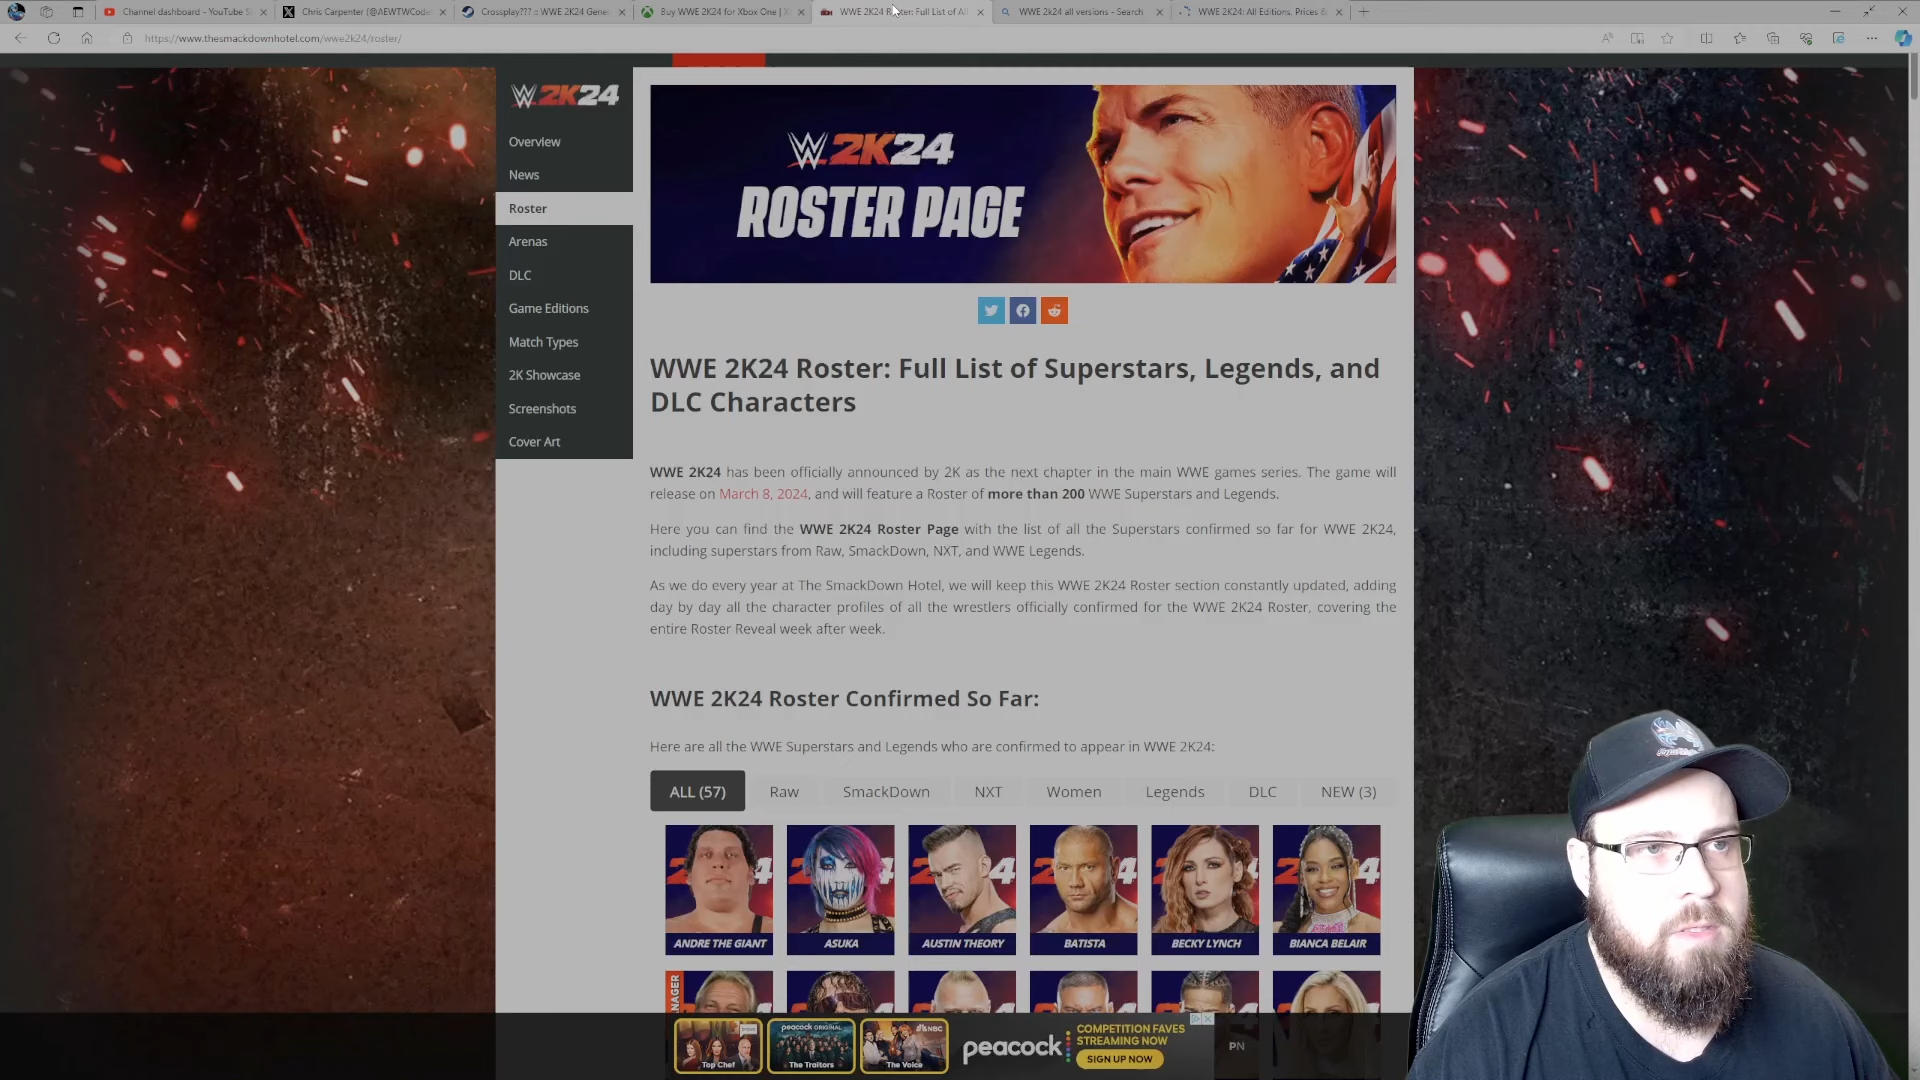 Channel dashboard - YouTube S
Chris Carpenter (@AEWTWCode
Crossplay??? :: WWE 2K24 Gene
Buy WWE 2K24 for Xbox One | X
WWE 2K24 Roster: Full List of Al
WWE 2k24 all versions - Search
WWE 2K24: All Editions, Prices &
https://www.thesmackdownhotel.com/wwe2k24/roster/
W 2K24
Overview
News
Roster
Arenas
DLC
Game Editions
Match Types
2K Showcase
Screenshots
Cover Art
W 2K24
ROSTER PAGE
WWE 2K24 Roster: Full List of Superstars, Legends, and
DLC Characters
WWE 2K24 has been officially announced by 2K as the next chapter in the main WWE games series. The game will
release on March 8, 2024, and will feature a Roster of more than 200 WWE Superstars and Legends.
Here you can find the WWE 2K24 Roster Page with the list of all the Superstars confirmed so far for WWE 2K24,
including superstars from Raw, SmackDown, NXT, and WWE Legends.
As we do every year at The SmackDown Hotel, we will keep this WWE 2K24 Roster section constantly updated, adding
day by day all the character profiles of all the wrestlers officially confirmed for the WWE 2K24 Roster, covering the
entire Roster Reveal week after week.
WWE 2K24 Roster Confirmed So Far:
Here are all the WWE Superstars and Legends who are confirmed to appear in WWE 2K24:
ALL (57) Raw SmackDown NXT Women Legends DLC NEW (3)
ANDRE THE GIANT ASUKA AUSTIN THEORY BATISTA BECKY LYNCH BIANCA BELAIR
Top Chef
peacock ORIGINAL
The Traitors
NBC
The Voice
peacock
COMPETITION FAVES
STREAMING NOW
SIGN UP NOW
PN